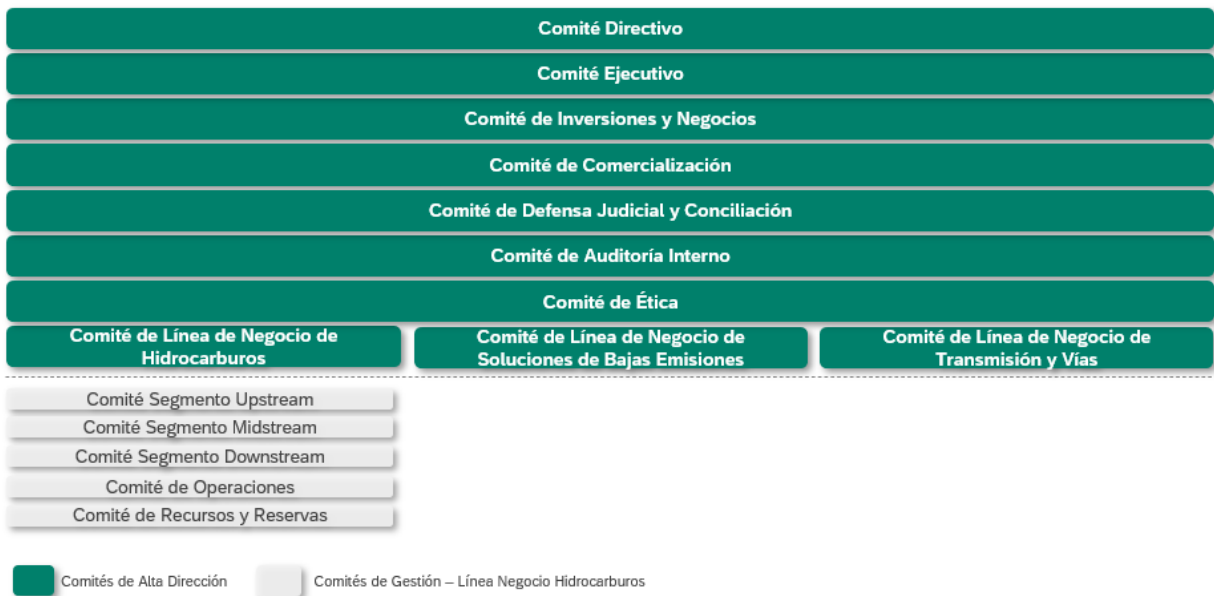 Comité Directivo
Comité Ejecutivo
Comité de Inversiones y Negocios
Comité de Comercialización
Comité de Defensa Judicial y Conciliación
Comité de Auditoría Interno
Comité de Ética
Comité de Línea de Negocio de
Hidrocarburos
Comité de Línea de Negocio de
Soluciones de Bajas Emisiones
Comité de Línea de Negocio de
Transmisión y Vías
Comité Segmento Upstream
Comité Segmento Midstream
Comité Segmento Downstream
Comité de Operaciones
Comité de Recursos y Reservas
Comités de Alta Dirección
Comités de Gestión – Línea Negocio Hidrocarburos